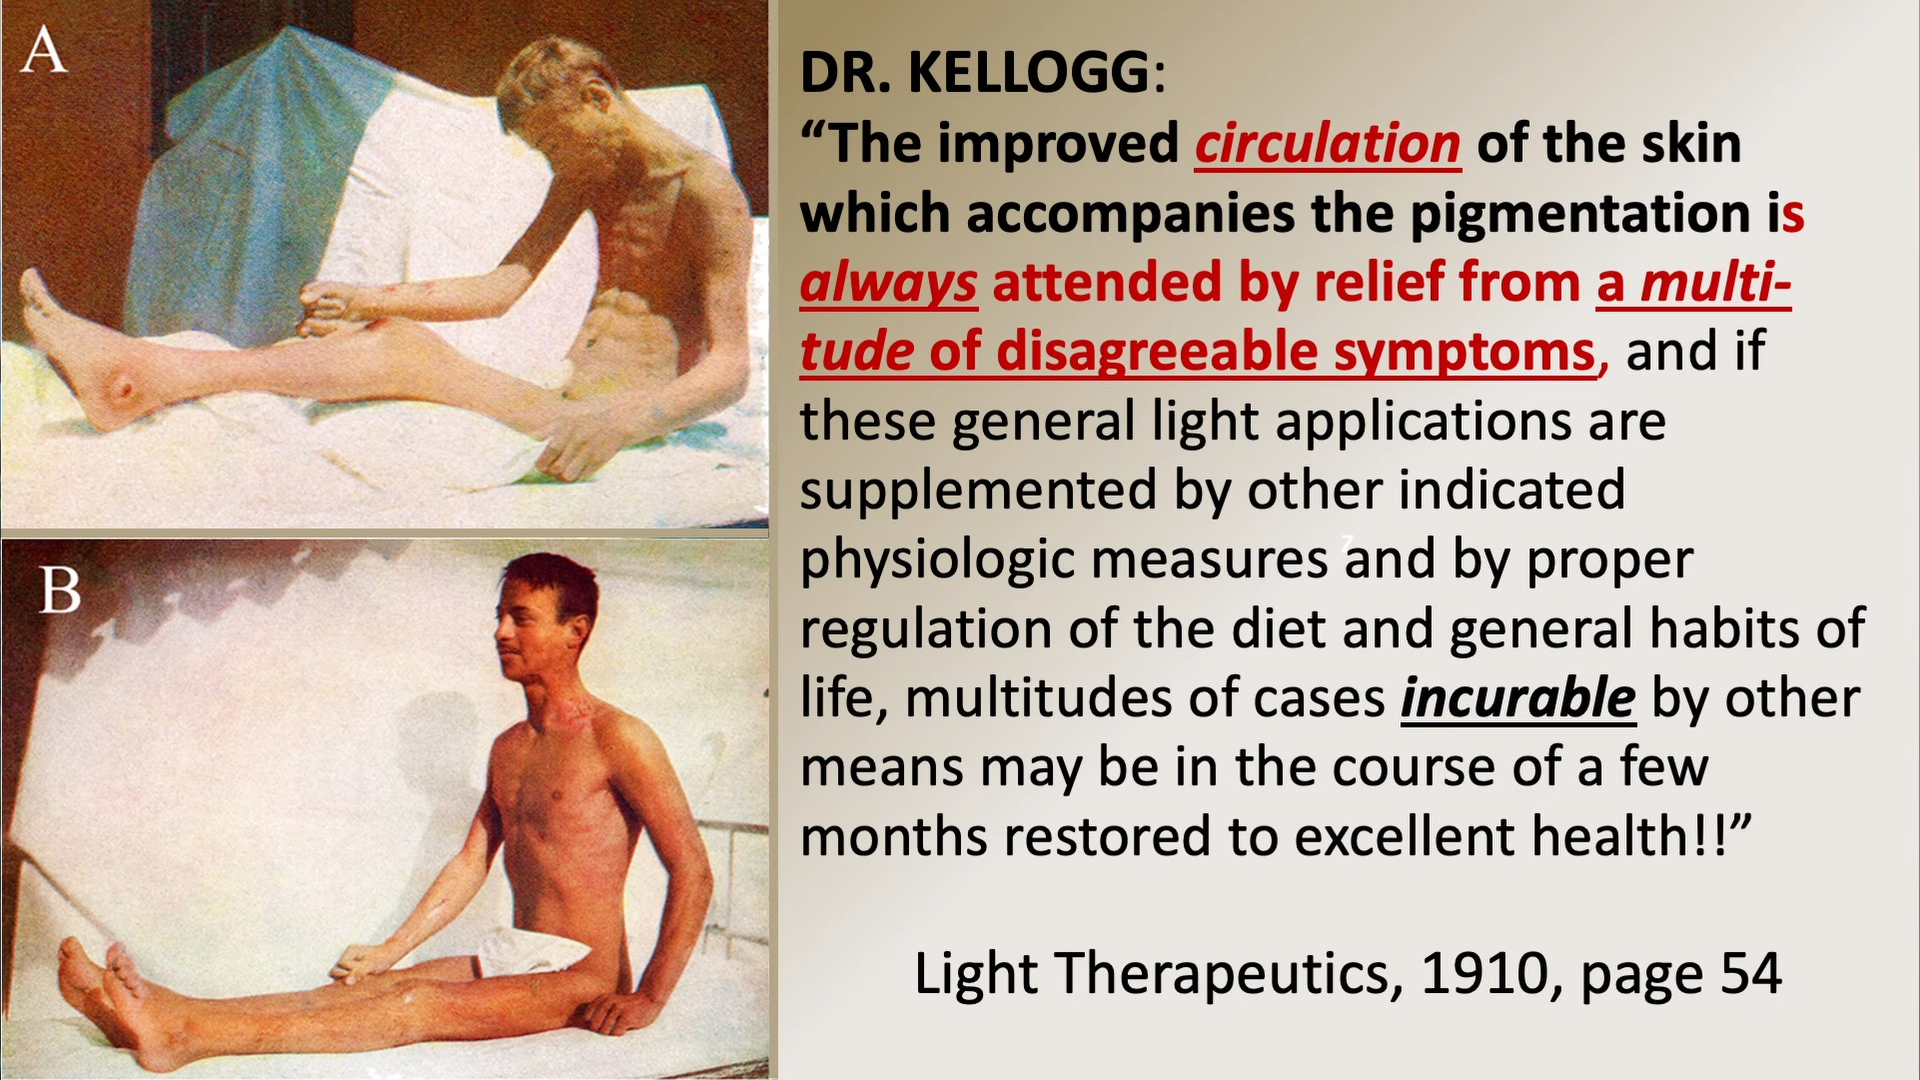 A
B
DR. KELLOGG:
“The improved circulation of the skin
which accompanies the pigmentation is
always attended by relief from a multi-
tude of disagreeable symptoms, and if
these general light applications are
supplemented by other indicated
physiologic measures and by proper
regulation of the diet and general habits of
life, multitudes of cases incurable by other
means may be in the course of a few
months restored to excellent health!!”
Light Therapeutics, 1910, page 54